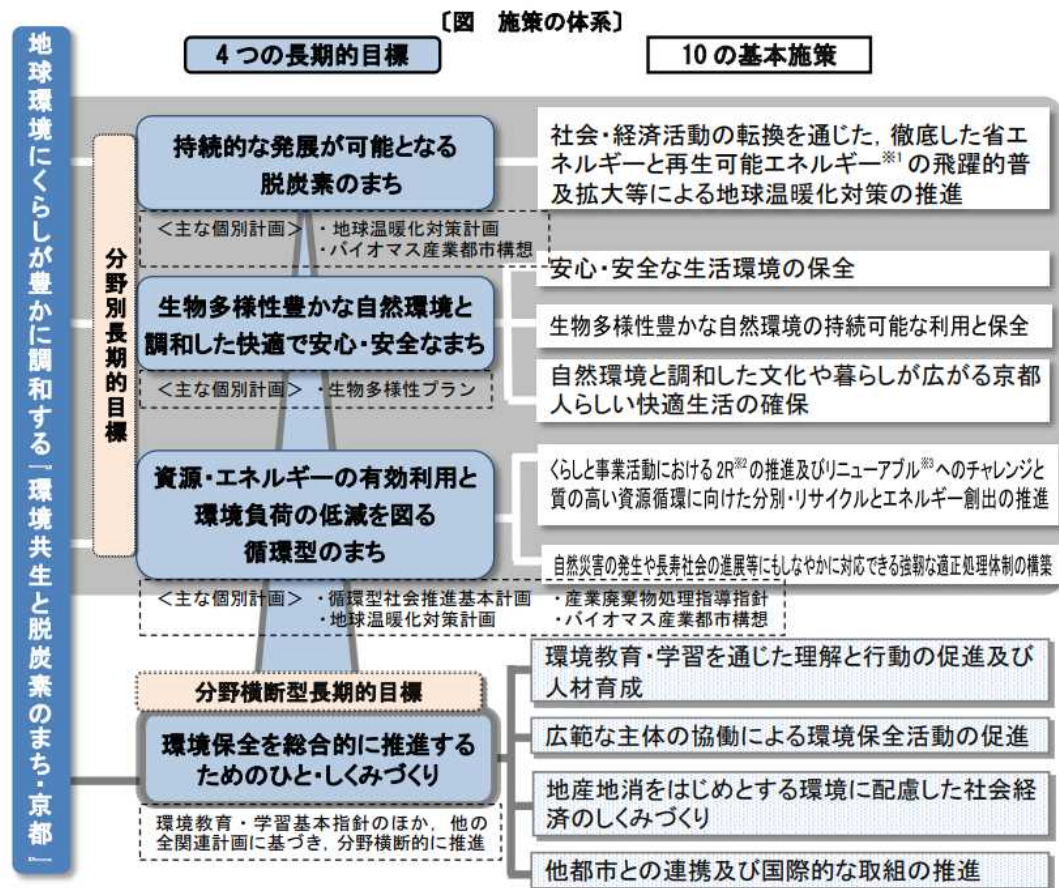 〔図　施策の体系〕
4 つの長期的目標
10 の基本施策
地球環境にくらしが豊かに調和する「環境共生と脱炭素のまち・京都」
分野別長期的目標
持続的な発展が可能となる
脱炭素のまち
社会・経済活動の転換を通じた，徹底した省エ
ネルギーと再生可能エネルギー※1 の飛躍的普
及拡大等による地球温暖化対策の推進
＜主な個別計画＞ ・地球温暖化対策計画
・バイオマス産業都市構想
生物多様性豊かな自然環境と
調和した快適で安心・安全なまち
安心・安全な生活環境の保全
生物多様性豊かな自然環境の持続可能な利用と保全
自然環境と調和した文化や暮らしが広がる京都
人らしい快適生活の確保
＜主な個別計画＞ ・生物多様性プラン
資源・エネルギーの有効利用と
環境負荷の低減を図る
循環型のまち
くらしと事業活動における2R※2の推進及びリニューアブル※3へのチャレンジと
質の高い資源循環に向けた分別・リサイクルとエネルギー創出の推進
自然災害の発生や長寿社会の進展等にもしなやかに対応できる強靭な適正処理体制の構築
＜主な個別計画＞ ・循環型社会推進基本計画 ・産業廃棄物処理指導指針
・地球温暖化対策計画 ・バイオマス産業都市構想
分野横断型長期的目標
環境保全を総合的に推進する
ためのひと・しくみづくり
環境教育・学習基本指針のほか，他の
全関連計画に基づき，分野横断的に推進
環境教育・学習を通じた理解と行動の促進及び
人材育成
広範な主体の協働による環境保全活動の促進
地産地消をはじめとする環境に配慮した社会経
済のしくみづくり
他都市との連携及び国際的な取組の推進